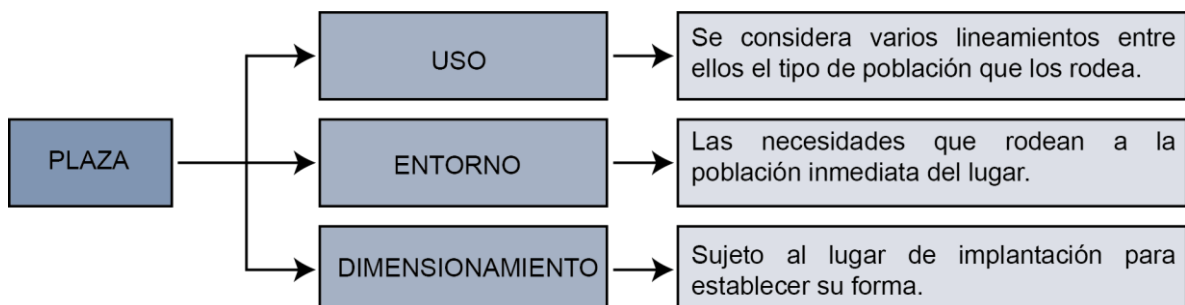 PLAZA
USO
Se considera varios lineamientos entre
ellos el tipo de población que los rodea.
ENTORNO
Las necesidades que rodean a la
población inmediata del lugar.
DIMENSIONAMIENTO
Sujeto al lugar de implantación para
establecer su forma.